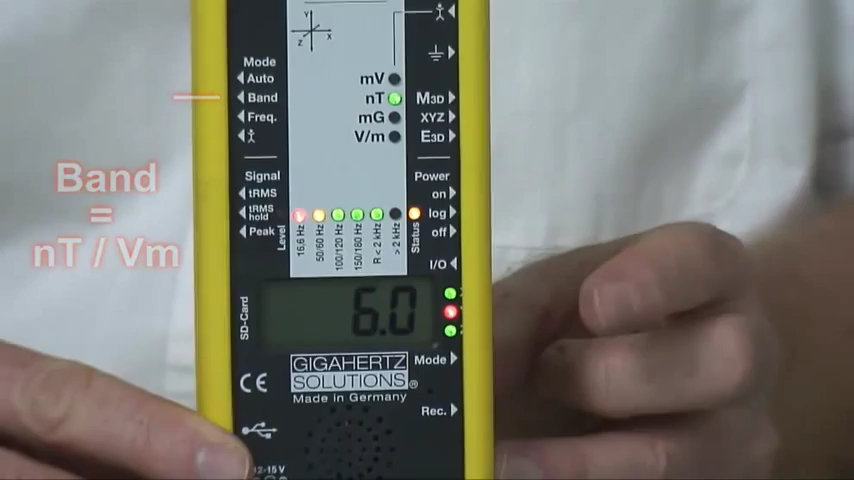 Y
Z X
Mode
Auto
Band
Freq.
mV
nT
mG
V/m
M3D
XYZ
E3D
Band
=
nT / Vm
Signal
tRMS
tRMS
hold
Peak
Power
on
log
off
I/O
Level
16,6 Hz
50/60 Hz
100/120 Hz
150/180 Hz
R < 2 kHz
> 2 kHz
Status
SD-Card
6.0
Mode
Rec.
CE
GIGAHERTZ
SOLUTIONS®
Made in Germany
12-15 V